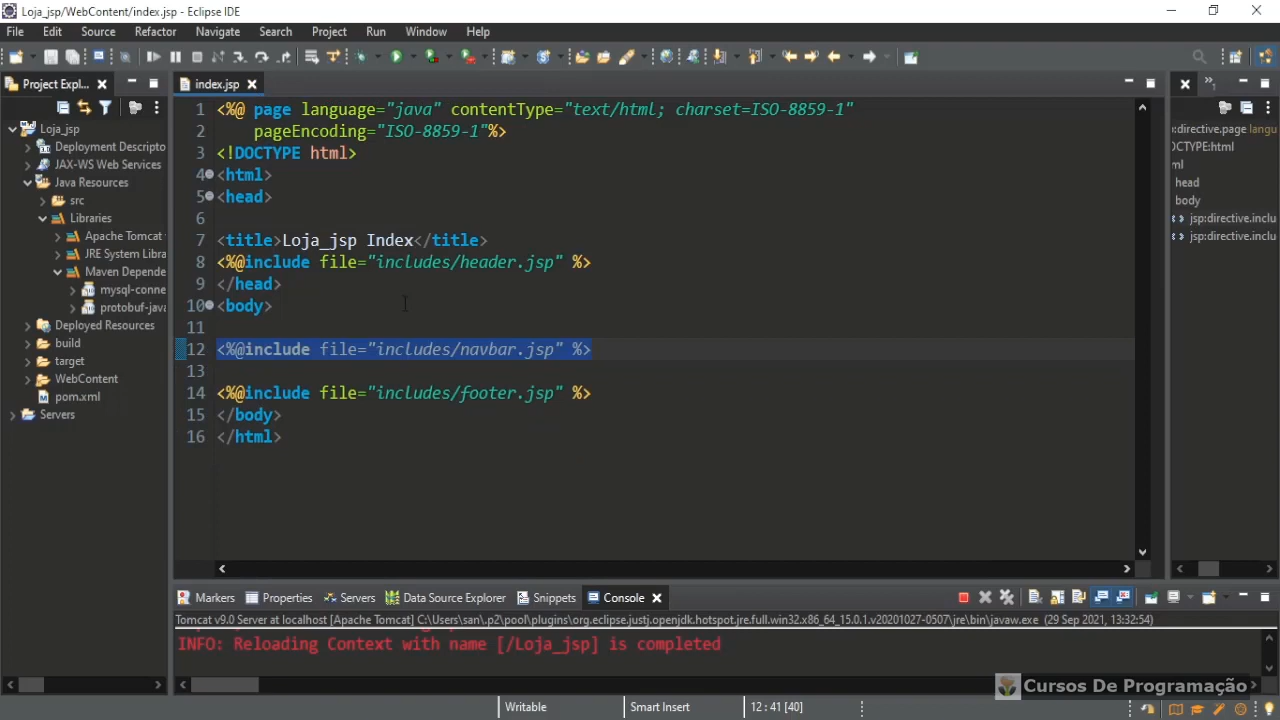 Loja_jsp/WebContent/index.jsp - Eclipse IDE
File Edit Source Refactor Navigate Search Project Run Window Help
Project Expl...
index.jsp
Loja_jsp
Deployment Descripto
JAX-WS Web Services
Java Resources
src
Libraries
Apache Tomcat
JRE System Libra
Maven Depende
mysql-conne
protobuf-java
Deployed Resources
build
target
WebContent
pom.xml
Servers
1 <%@ page language="java" contentType="text/html; charset=ISO-8859-1"
2 pageEncoding="ISO-8859-1"%>
3 <!DOCTYPE html>
4 <html>
5 <head>
6
7 <title>Loja_jsp Index</title>
8 <%@include file="includes/header.jsp" %>
9 </head>
10 <body>
11
12 <%@include file="includes/navbar.jsp" %>
13
14 <%@include file="includes/footer.jsp" %>
15 </body>
16 </html>
:directive.page langu
OCTYPE:html
ml
head
body
jsp:directive.inclu
jsp:directive.inclu
Markers Properties Servers Data Source Explorer Snippets Console
Tomcat v9.0 Server at localhost [Apache Tomcat] C:\Users\san\.p2\pool\plugins\org.eclipse.justj.openjdk.hotspot.jre.full.win32.x86_64_15.0.1.v20201027-0507\jre\bin\javaw.exe (29 Sep 2021, 13:32:54)
INFO: Reloading Context with name [/Loja_jsp] is completed
Cursos De Programação
Writable Smart Insert 12 : 41 [40]